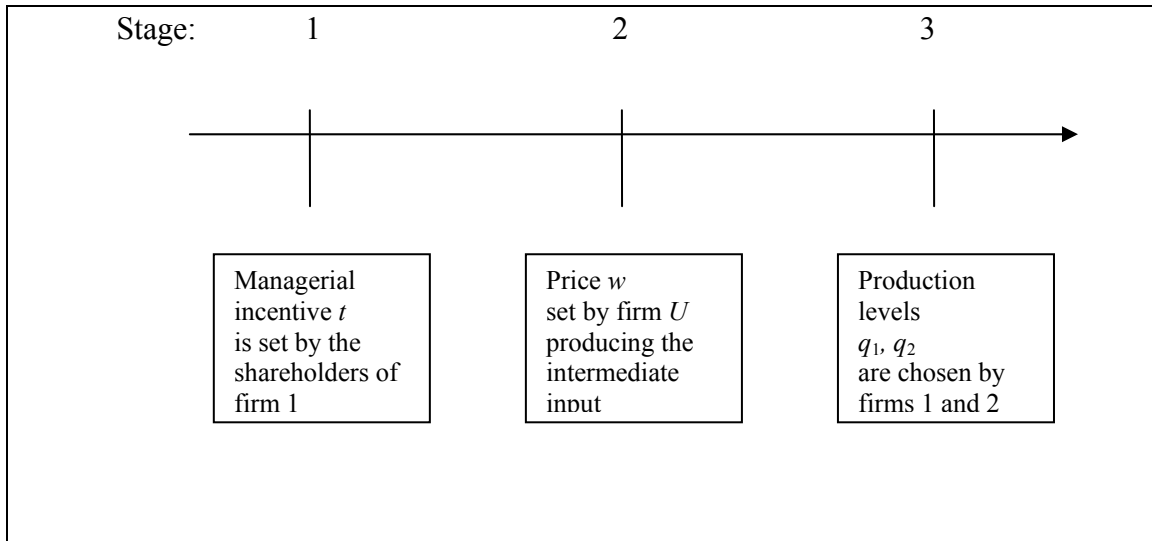 Stage: 1 2 3
Managerial
incentive t
is set by the
shareholders of
firm 1
Price w
set by firm U
producing the
intermediate
input
Production
levels
q1, q2
are chosen by
firms 1 and 2